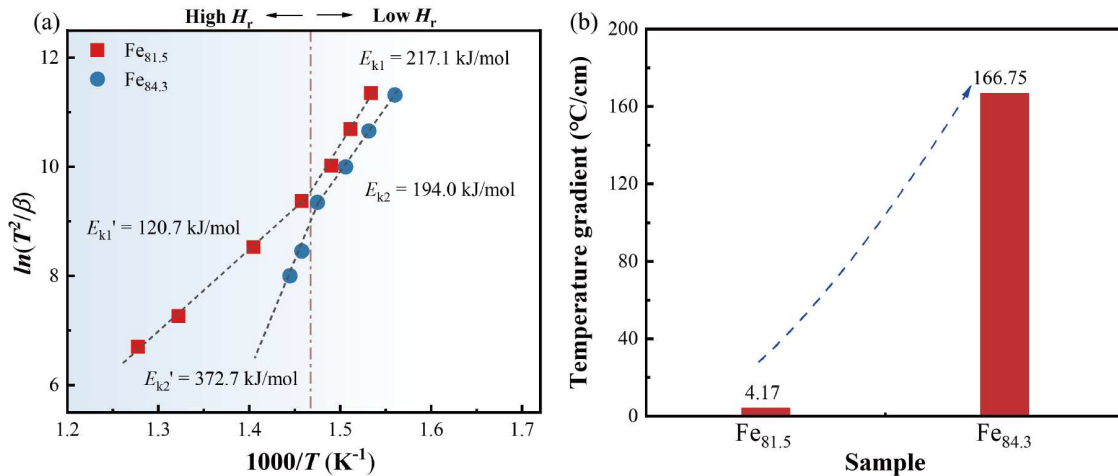 (a)
High Hr ← → Low Hr
Fe81.5
Fe84.3
Ek1 = 217.1 kJ/mol
Ek2 = 194.0 kJ/mol
Ek1' = 120.7 kJ/mol
Ek2' = 372.7 kJ/mol
12
11
10
9
8
7
6
ln(T²/β)
1.2 1.3 1.4 1.5 1.6 1.7
1000/T (K⁻¹)
(b)
200
160
120
80
40
0
Temperature gradient (°C/cm)
166.75
4.17
Fe81.5 Fe84.3
Sample